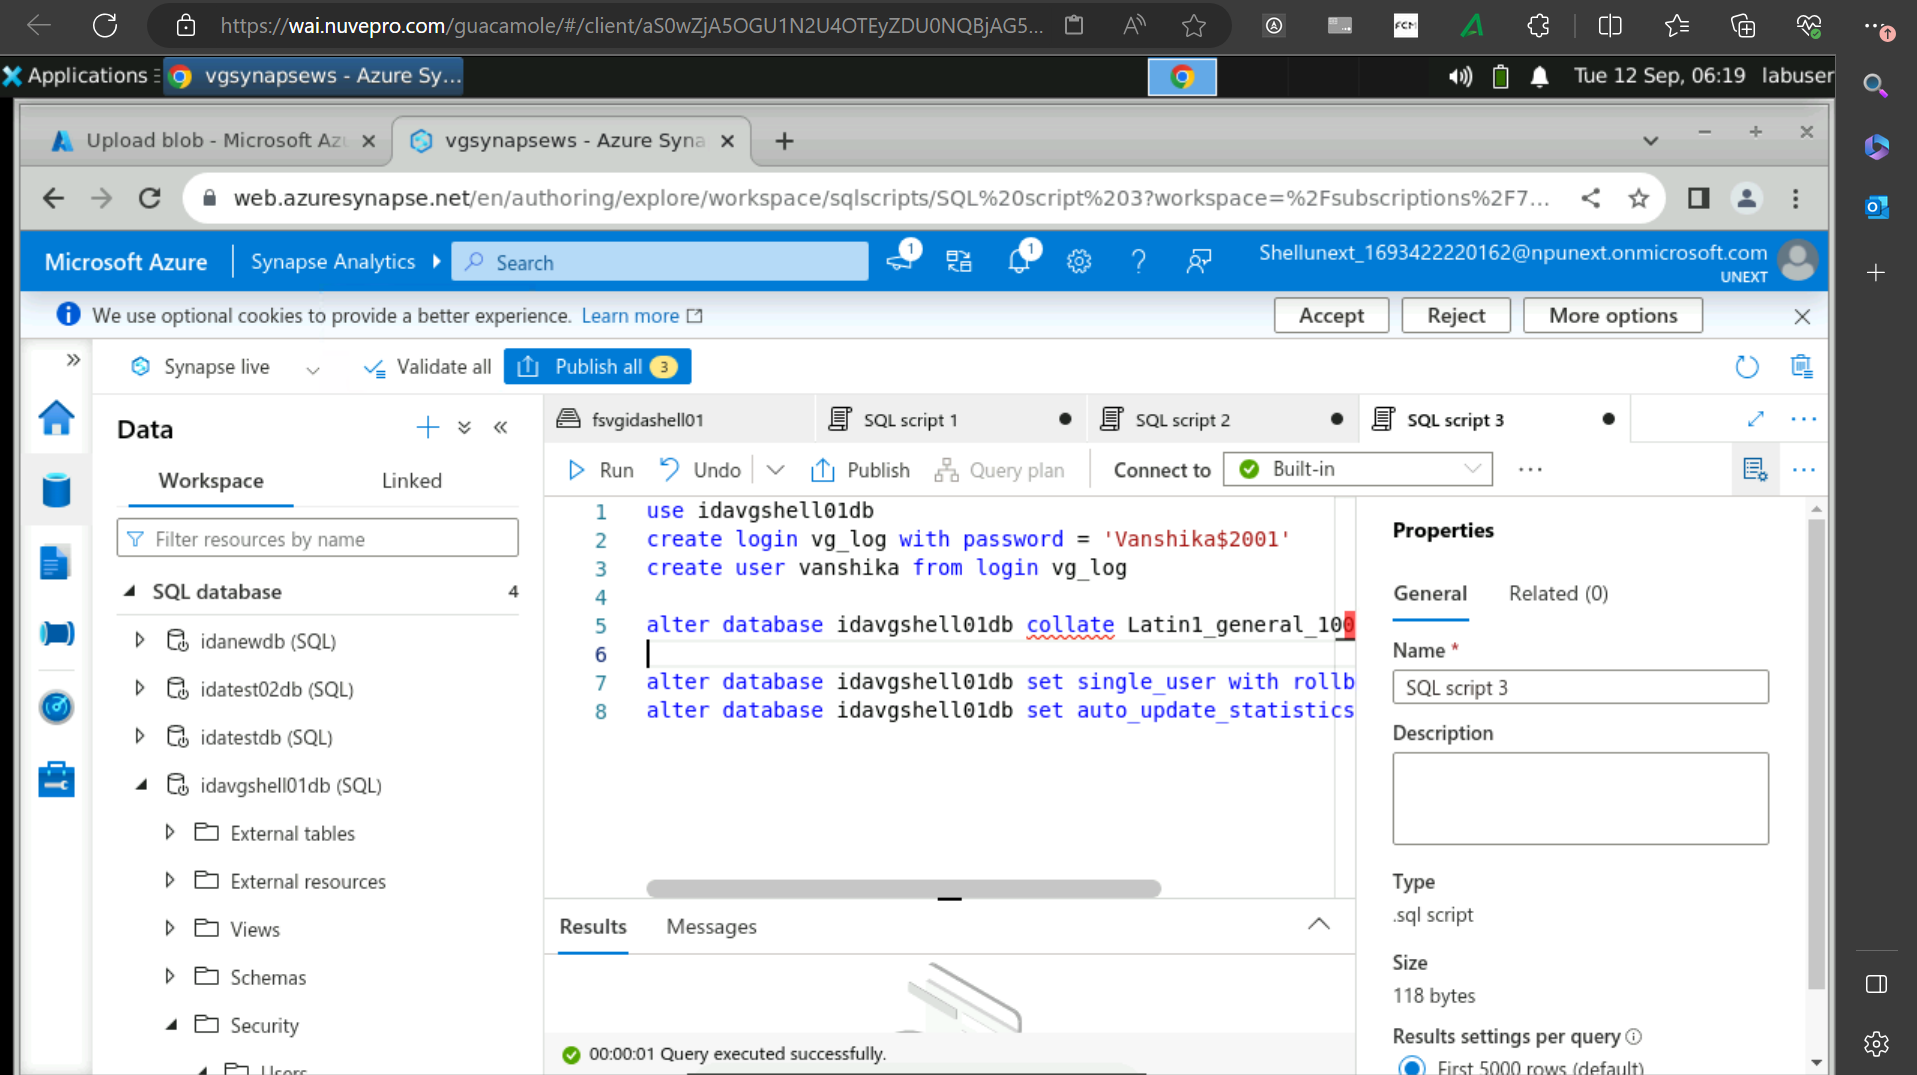 https://wai.nuvepro.com/guacamole/#/client/aS0wZjA5OGU1N2U4OTEyZDU0NQBjAG5...
Applications
vgsynapsews - Azure Sy...
Tue 12 Sep, 06:19 labuser
Upload blob - Microsoft Az
vgsynapsews - Azure Syna
web.azuresynapse.net/en/authoring/explore/workspace/sqlscripts/SQL%20script%203?workspace=%2Fsubscriptions%2F7...
Microsoft Azure
Synapse Analytics
Search
1
1
Shellunext_1693422220162@npunext.onmicrosoft.com
UNEXT
We use optional cookies to provide a better experience. Learn more
Accept
Reject
More options
Synapse live
Validate all
Publish all 3
Data
Workspace
Linked
Filter resources by name
SQL database 4
idanewdb (SQL)
idatest02db (SQL)
idatestdb (SQL)
idavgshell01db (SQL)
External tables
External resources
Views
Schemas
Security
Users
fsvgidashell01
SQL script 1
SQL script 2
SQL script 3
Run
Undo
Publish
Query plan
Connect to
Built-in
1 use idavgshell01db
2 create login vg_log with password = 'Vanshika$2001'
3 create user vanshika from login vg_log
4
5 alter database idavgshell01db collate Latin1_general_100
6
7 alter database idavgshell01db set single_user with rollb
8 alter database idavgshell01db set auto_update_statistics
Results
Messages
00:00:01 Query executed successfully.
Properties
General
Related (0)
Name *
SQL script 3
Description
Type
.sql script
Size
118 bytes
Results settings per query
First 5000 rows (default)